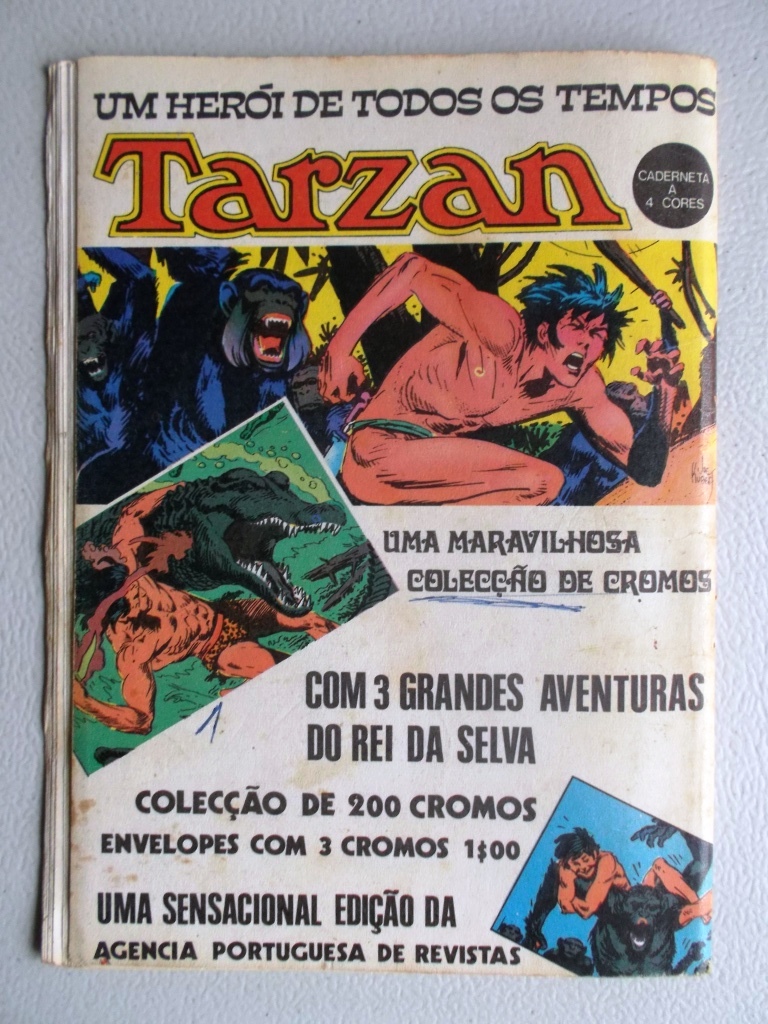 UM HERÓI DE TODOS OS TEMPOS
Tarzan
CADERNETA
A
4 CORES
UMA MARAVILHOSA
COLECÇÃO DE CROMOS
COM 3 GRANDES AVENTURAS
DO REI DA SELVA
1
COLECÇÃO DE 200 CROMOS
ENVELOPES COM 3 CROMOS 1$00
UMA SENSACIONAL EDIÇÃO DA
AGENCIA PORTUGUESA DE REVISTAS